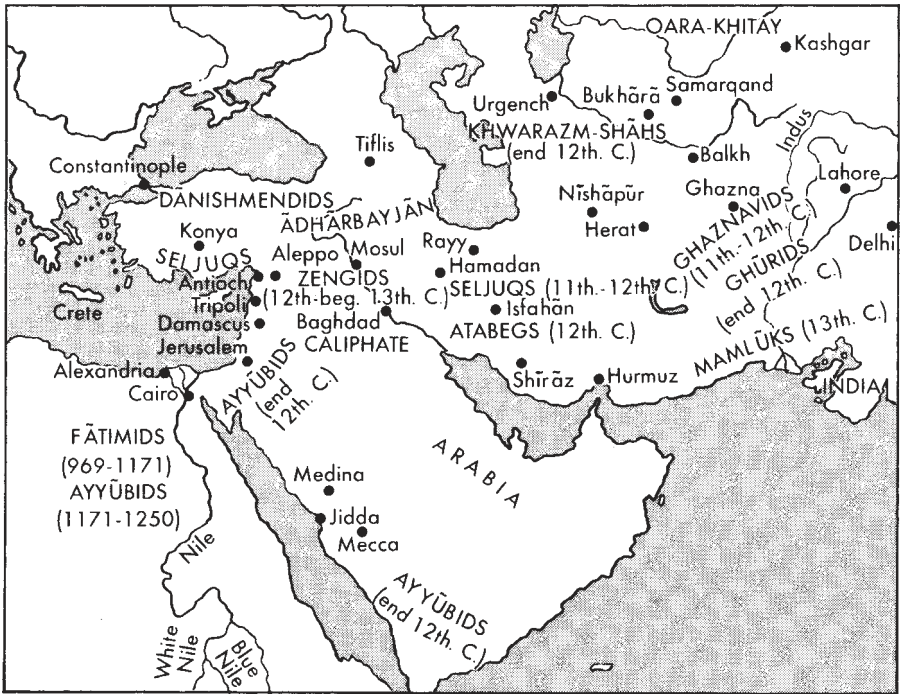 QARA-KHITAY
Kashgar
Urgench
Bukhārā
Samarqand
KHWARAZM-SHĀHS
(end 12th. C.)
Balkh
Indus
Tiflis
Constantinople
DĀNISHMENDIDS
ĀDHĀRBAYJĀN
Nīshāpūr
Ghazna
Lahore
Herat
Delhi
GHAZNAVIDS
(11th.-12th. C.)
GHŪRIDS
(end 12th. C.)
MAMLŪKS (13th. C.)
INDIA
Konya
SELJUQS
Aleppo
Mosul
Rayy
Hamadan
Antioch
ZENGIDS
(12th-beg. 13th. C.)
SELJUQS (11th.-12th. C.)
Tripoli
Isfahān
Crete
Damascus
Baghdad
CALIPHATE
ATABEGS (12th. C.)
Jerusalem
Alexandria
Cairo
AYYŪBIDS
(end
12th. C.)
Shīrāz
Hurmuz
FĀTIMIDS
(969-1171)
AYYŪBIDS
(1171-1250)
ARABIA
Medina
Jidda
Mecca
Nile
AYYŪBIDS
(end 12th. C.)
White
Nile
Blue
Nile